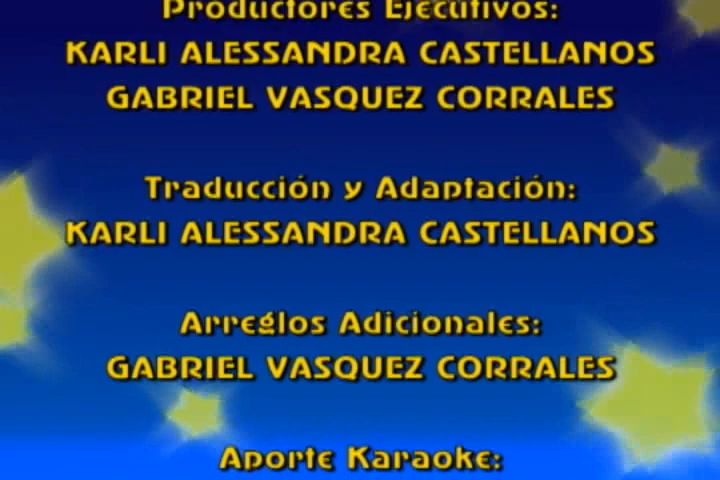 Productores Ejecutivos:
KARLI ALESSANDRA CASTELLANOS
GABRIEL VASQUEZ CORRALES
Traducción y Adaptación:
KARLI ALESSANDRA CASTELLANOS
Arreglos Adicionales:
GABRIEL VASQUEZ CORRALES
Aporte Karaoke: